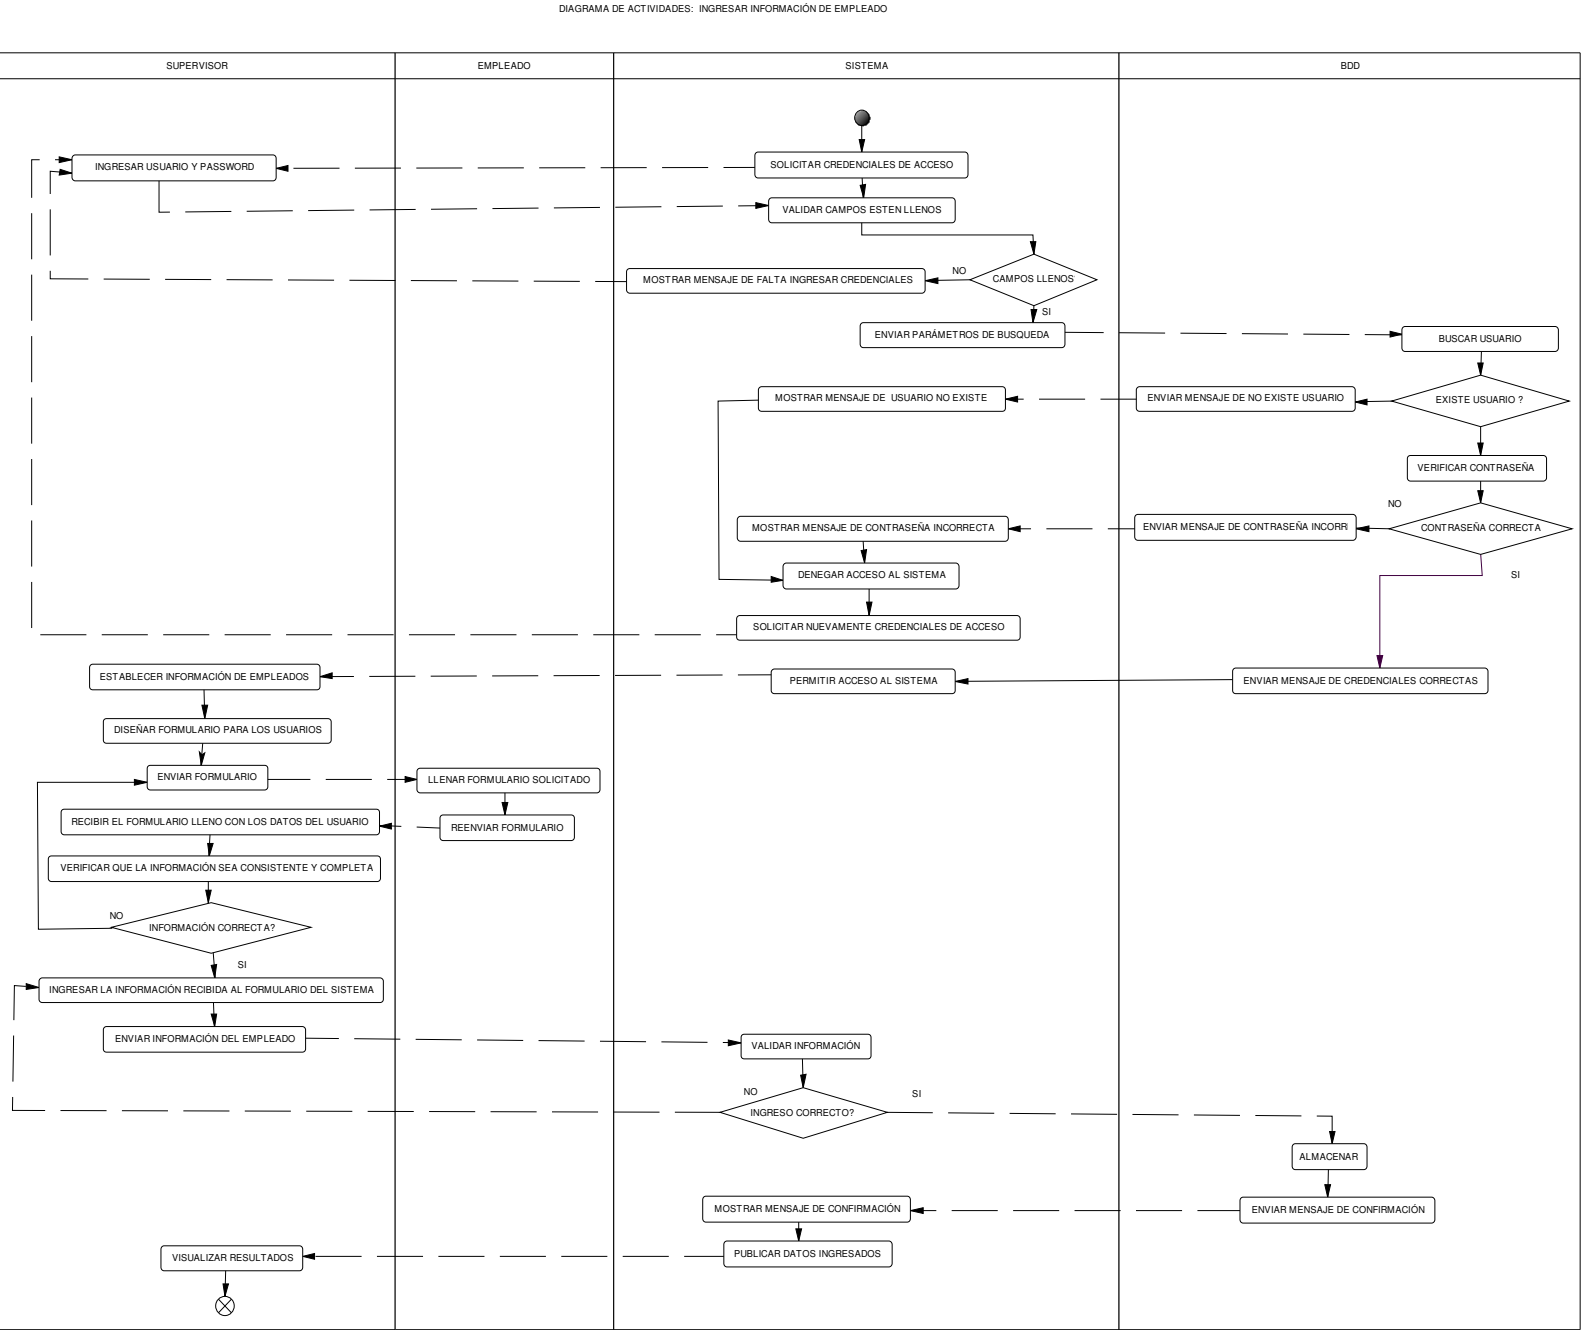 DIAGRAMA DE ACTIVIDADES: INGRESAR INFORMACIÓN DE EMPLEADO
SUPERVISOR
EMPLEADO
SISTEMA
BDD
INGRESAR USUARIO Y PASSWORD
SOLICITAR CREDENCIALES DE ACCESO
VALIDAR CAMPOS ESTEN LLENOS
MOSTRAR MENSAJE DE FALTA INGRESAR CREDENCIALES
NO
CAMPOS LLENOS
SI
ENVIAR PARÁMETROS DE BUSQUEDA
BUSCAR USUARIO
MOSTRAR MENSAJE DE USUARIO NO EXISTE
ENVIAR MENSAJE DE NO EXISTE USUARIO
EXISTE USUARIO ?
VERIFICAR CONTRASEÑA
NO
MOSTRAR MENSAJE DE CONTRASEÑA INCORRECTA
ENVIAR MENSAJE DE CONTRASEÑA INCORR
CONTRASEÑA CORRECTA
DENEGAR ACCESO AL SISTEMA
SI
SOLICITAR NUEVAMENTE CREDENCIALES DE ACCESO
ESTABLECER INFORMACIÓN DE EMPLEADOS
PERMITIR ACCESO AL SISTEMA
ENVIAR MENSAJE DE CREDENCIALES CORRECTAS
DISEÑAR FORMULARIO PARA LOS USUARIOS
ENVIAR FORMULARIO
LLENAR FORMULARIO SOLICITADO
RECIBIR EL FORMULARIO LLENO CON LOS DATOS DEL USUARIO
REENVIAR FORMULARIO
VERIFICAR QUE LA INFORMACIÓN SEA CONSISTENTE Y COMPLETA
NO
INFORMACIÓN CORRECTA?
SI
INGRESAR LA INFORMACIÓN RECIBIDA AL FORMULARIO DEL SISTEMA
ENVIAR INFORMACIÓN DEL EMPLEADO
VALIDAR INFORMACIÓN
NO
SI
INGRESO CORRECTO?
ALMACENAR
MOSTRAR MENSAJE DE CONFIRMACIÓN
ENVIAR MENSAJE DE CONFIRMACIÓN
VISUALIZAR RESULTADOS
PUBLICAR DATOS INGRESADOS